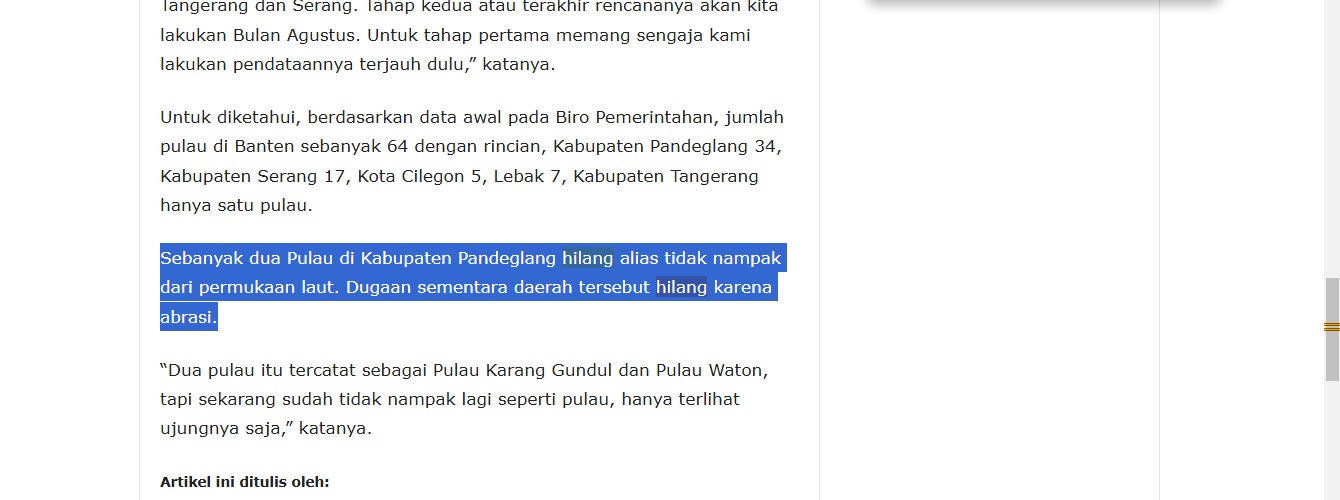 Tangerang dan Serang. Tahap kedua atau terakhir rencananya akan kita
lakukan Bulan Agustus. Untuk tahap pertama memang sengaja kami
lakukan pendataannya terjauh dulu,” katanya.
Untuk diketahui, berdasarkan data awal pada Biro Pemerintahan, jumlah
pulau di Banten sebanyak 64 dengan rincian, Kabupaten Pandeglang 34,
Kabupaten Serang 17, Kota Cilegon 5, Lebak 7, Kabupaten Tangerang
hanya satu pulau.
Sebanyak dua Pulau di Kabupaten Pandeglang hilang alias tidak nampak
dari permukaan laut. Dugaan sementara daerah tersebut hilang karena
abrasi.
“Dua pulau itu tercatat sebagai Pulau Karang Gundul dan Pulau Waton,
tapi sekarang sudah tidak nampak lagi seperti pulau, hanya terlihat
ujungnya saja,” katanya.
Artikel ini ditulis oleh: